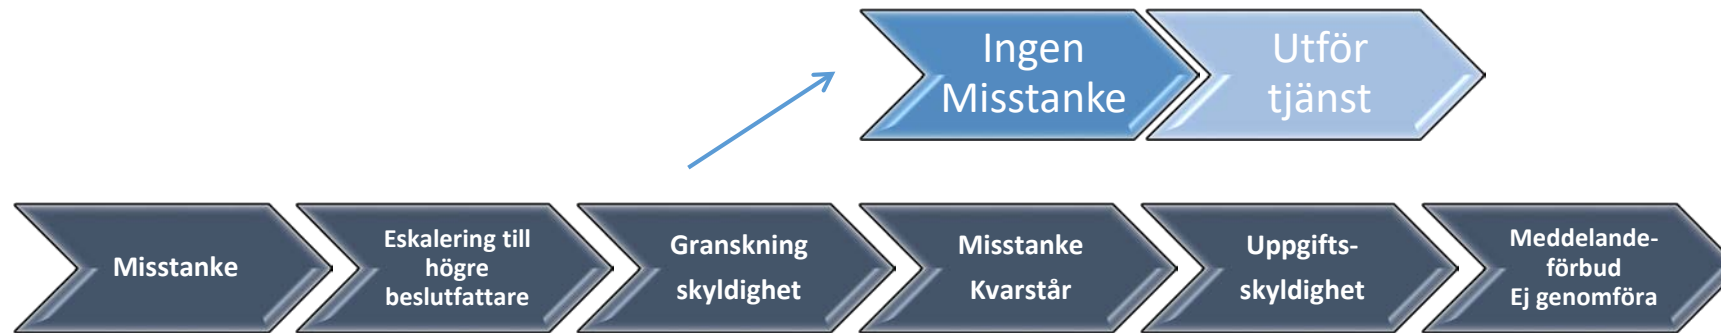 Ingen
Misstanke
Utför
tjänst
Misstanke
Eskalering till
högre
beslutfattare
Granskning
skyldighet
Misstanke
Kvarstår
Uppgifts-
skyldighet
Meddelande-
förbud
Ej genomföra